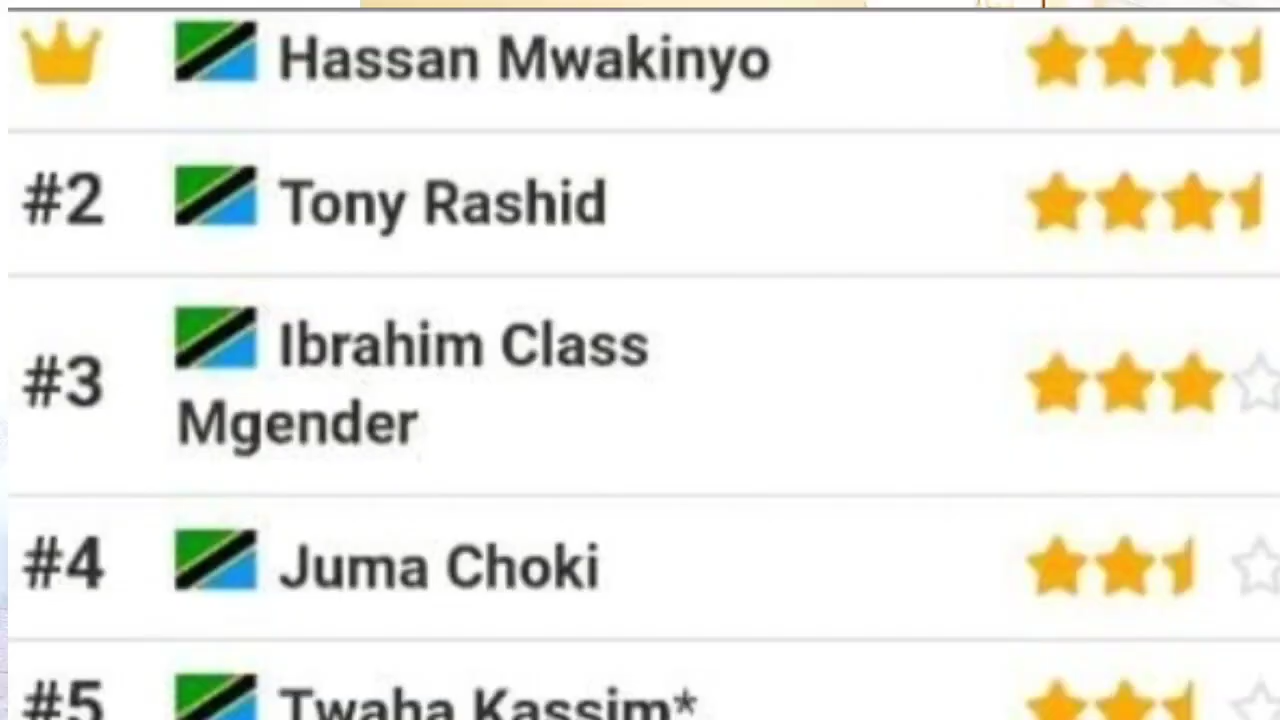 Hassan Mwakinyo
#2 Tony Rashid
#3 Ibrahim Class
Mgender
#4 Juma Choki
#5 Twaha Kassim*